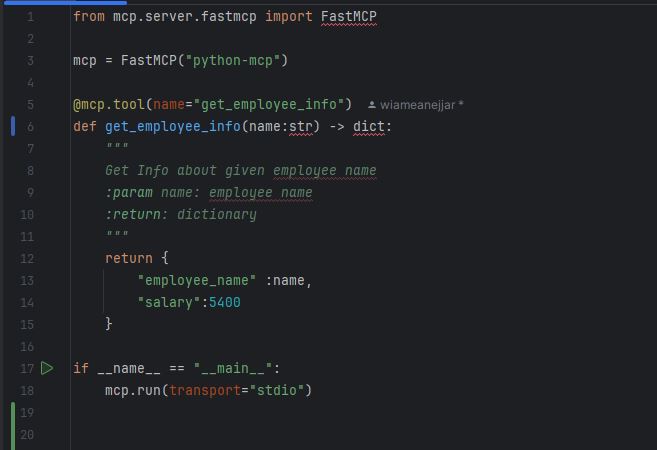 1 from mcp.server.fastmcp import FastMCP
2
3 mcp = FastMCP("python-mcp")
4
5 @mcp.tool(name="get_employee_info") wiameanejjar *
6 def get_employee_info(name:str) -> dict:
7     """
8     Get Info about given employee name
9     :param name: employee name
10     :return: dictionary
11     """
12     return {
13         "employee_name" :name,
14         "salary":5400
15     }
16
17 if __name__ == "__main__":
18     mcp.run(transport="stdio")
19
20